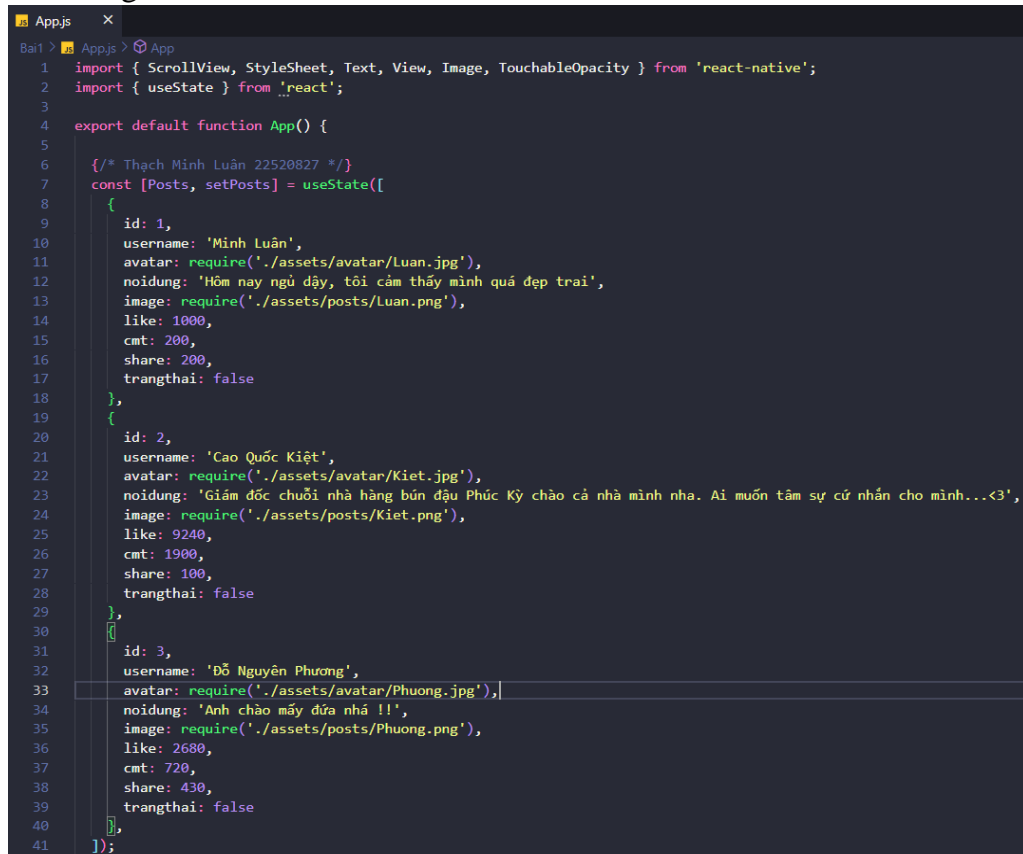 App.js
Bai1 > App.js > App
1 import { ScrollView, StyleSheet, Text, View, Image, TouchableOpacity } from 'react-native';
2 import { useState } from 'react';
3
4 export default function App() {
5
6 {/* Thạch Minh Luân 22520827 */}
7 const [Posts, setPosts] = useState([
8 {
9 id: 1,
10 username: 'Minh Luân',
11 avatar: require('./assets/avatar/Luan.jpg'),
12 noidung: 'Hôm nay ngủ dậy, tôi cảm thấy mình quá đẹp trai',
13 image: require('./assets/posts/Luan.png'),
14 like: 1000,
15 cmt: 200,
16 share: 200,
17 trangthai: false
18 },
19 {
20 id: 2,
21 username: 'Cao Quốc Kiệt',
22 avatar: require('./assets/avatar/Kiet.jpg'),
23 noidung: 'Giám đốc chuỗi nhà hàng bún đậu Phúc Kỳ chào cả nhà mình nha. Ai muốn tâm sự cứ nhắn cho mình...<3',
24 image: require('./assets/posts/Kiet.png'),
25 like: 9240,
26 cmt: 1900,
27 share: 100,
28 trangthai: false
29 },
30 {
31 id: 3,
32 username: 'Đỗ Nguyên Phương',
33 avatar: require('./assets/avatar/Phuong.jpg'),
34 noidung: 'Anh chào mấy đứa nhá !!',
35 image: require('./assets/posts/Phuong.png'),
36 like: 2680,
37 cmt: 720,
38 share: 430,
39 trangthai: false
40 },
41 ]);